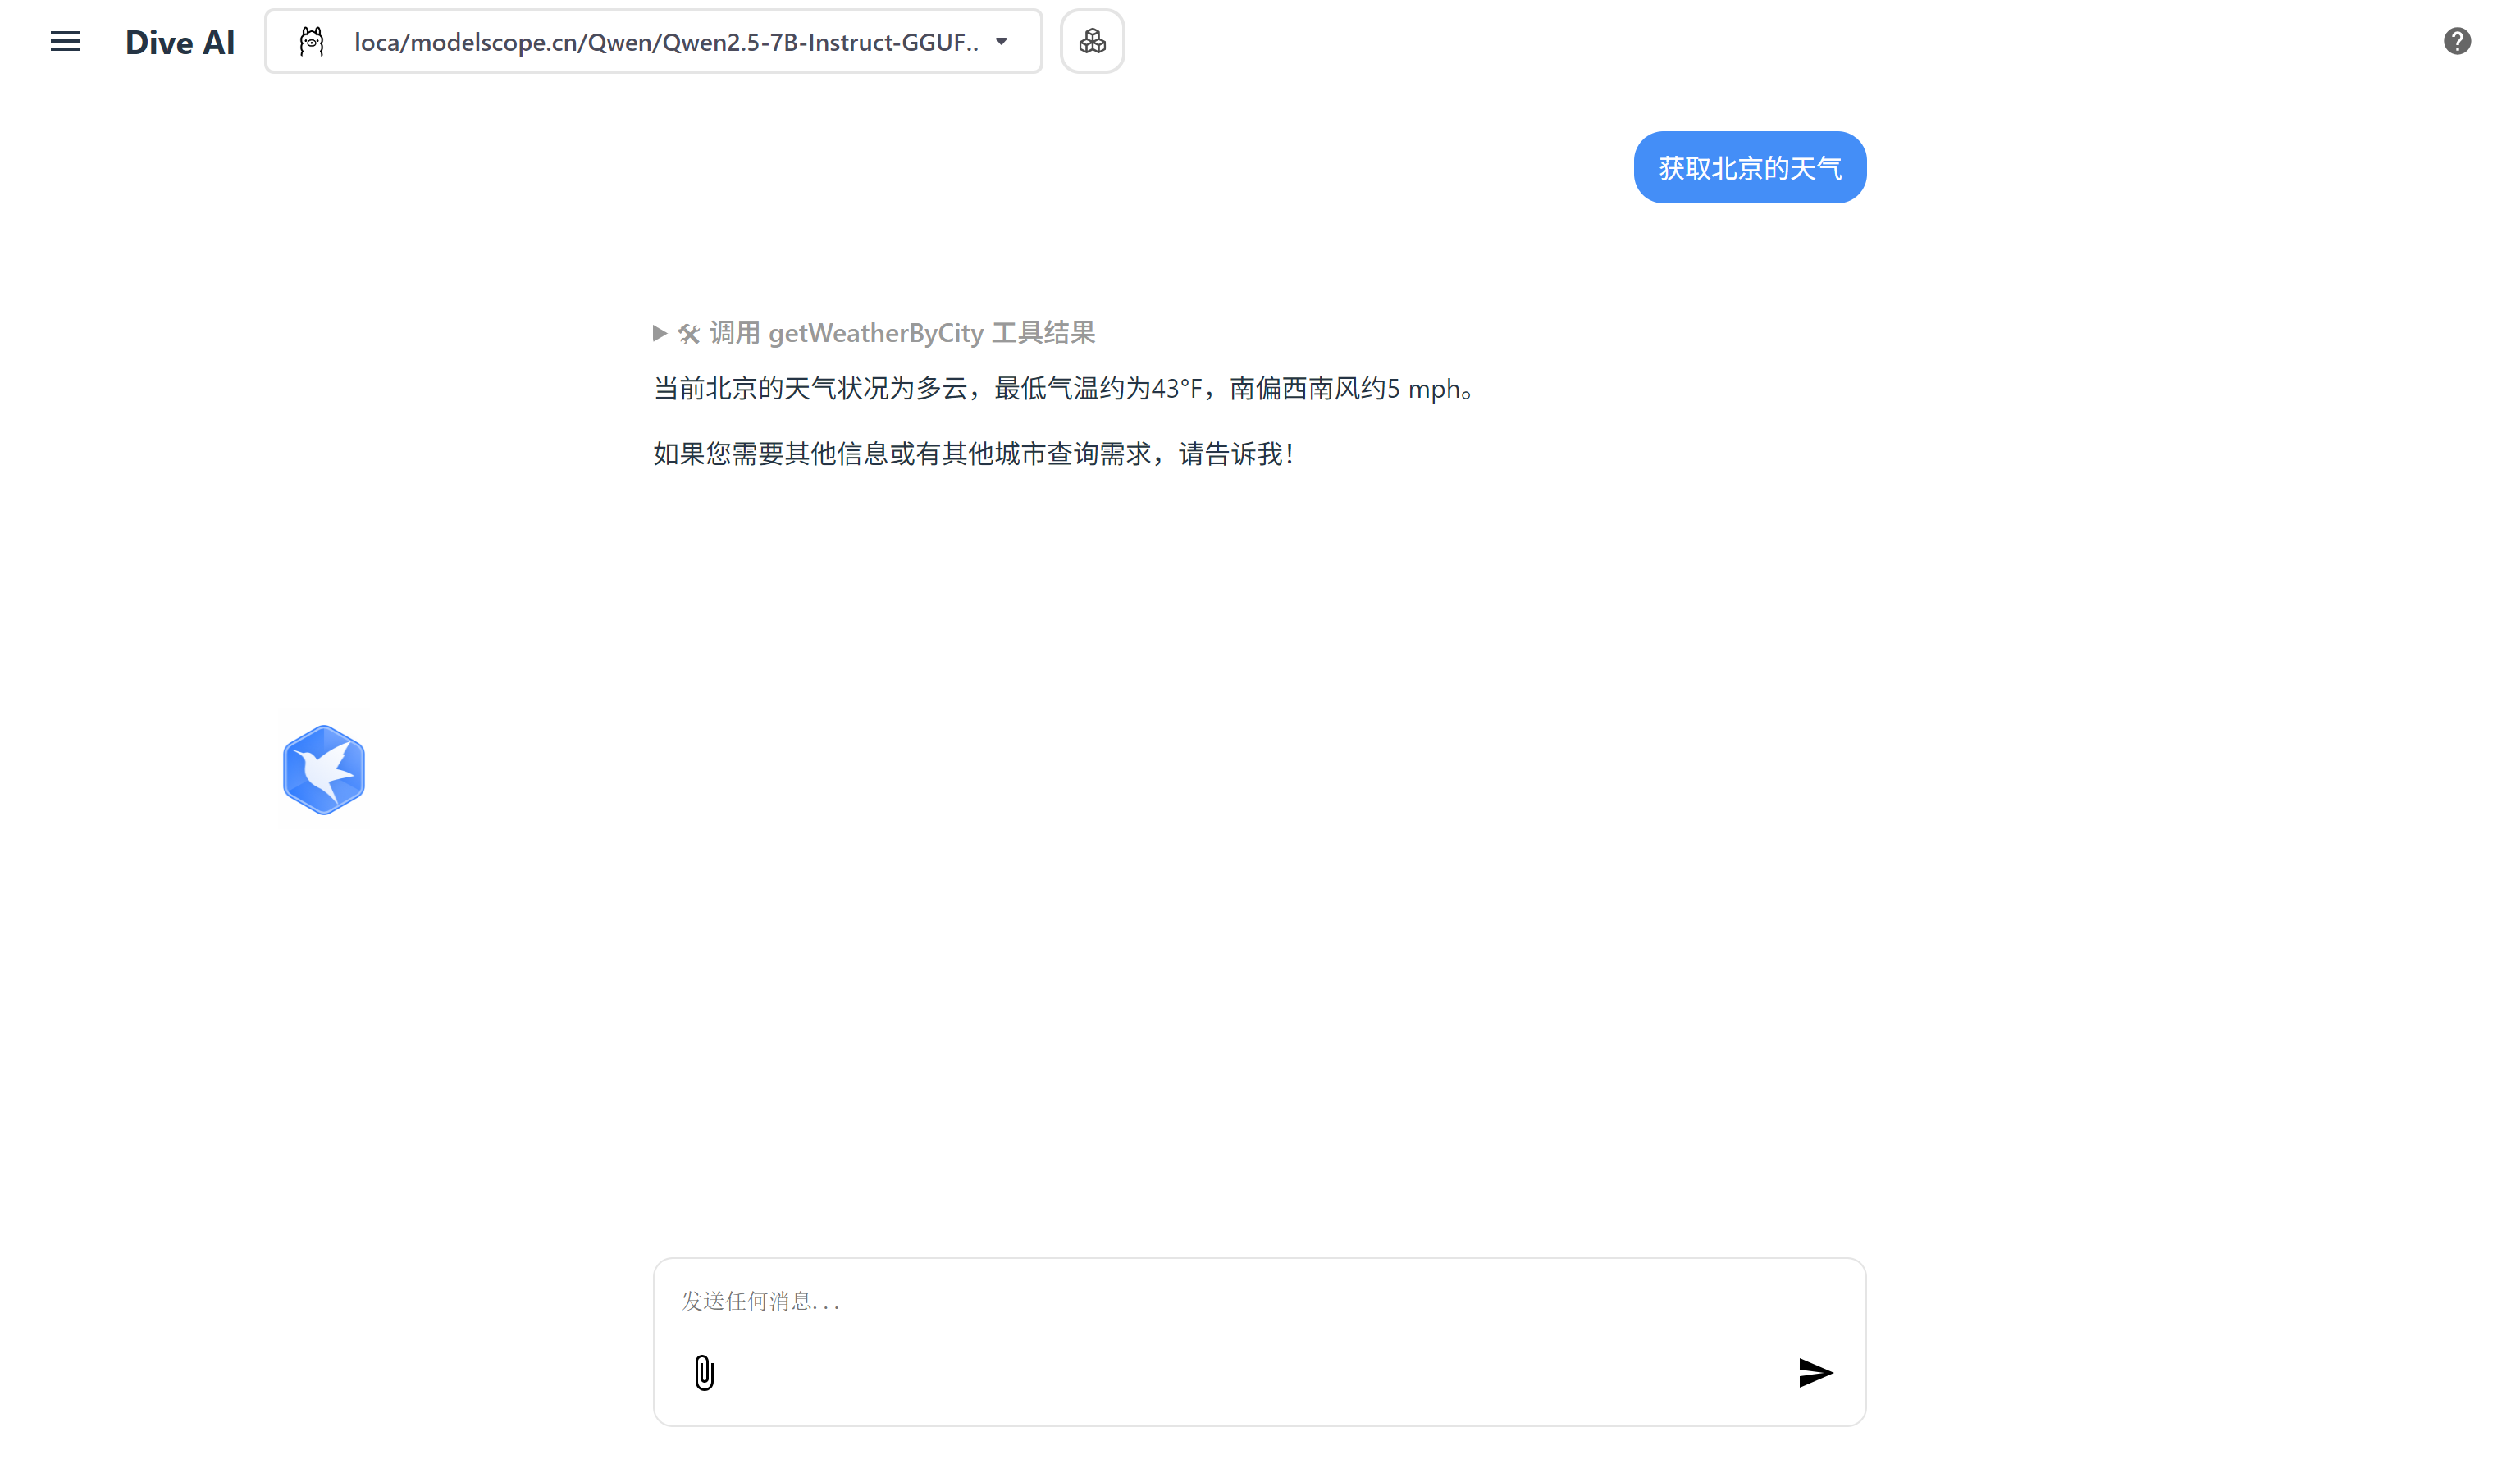 Dive AI
loca/modelscope.cn/Qwen/Qwen2.5-7B-Instruct-GGUF..
获取北京的天气
调用 getWeatherByCity 工具结果
当前北京的天气状况为多云，最低气温约为43°F，南偏西南风约5 mph。
如果您需要其他信息或有其他城市查询需求，请告诉我！
发送任何消息...